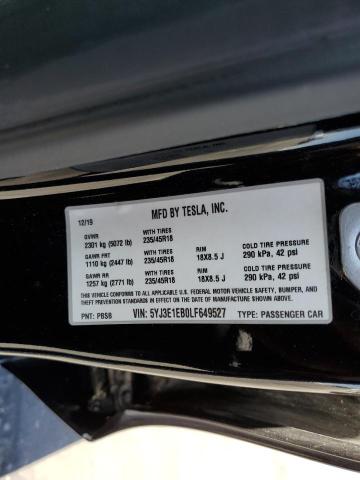 MFD BY TESLA, INC.
12/19
GVWR WITH TIRES
2301 kg (5072 lb) 235/45R18
GAWR FRT WITH TIRES RIM COLD TIRE PRESSURE
1110 kg (2447 lb) 235/45R18 18X8.5 J 290 kPa, 42 psi
GAWR RR WITH TIRES RIM COLD TIRE PRESSURE
1257 kg (2771 lb) 235/45R18 18X8.5 J 290 kPa, 42 psi
THIS VEHICLE CONFORMS TO ALL APPLICABLE U.S. FEDERAL MOTOR VEHICLE SAFETY, BUMPER, AND
THEFT STANDARDS IN EFFECT ON THE DATE OF MANUFACTURE SHOWN ABOVE.
VIN: 5YJ3E1EB0LF649527
PNT: PBSB TYPE: PASSENGER CAR